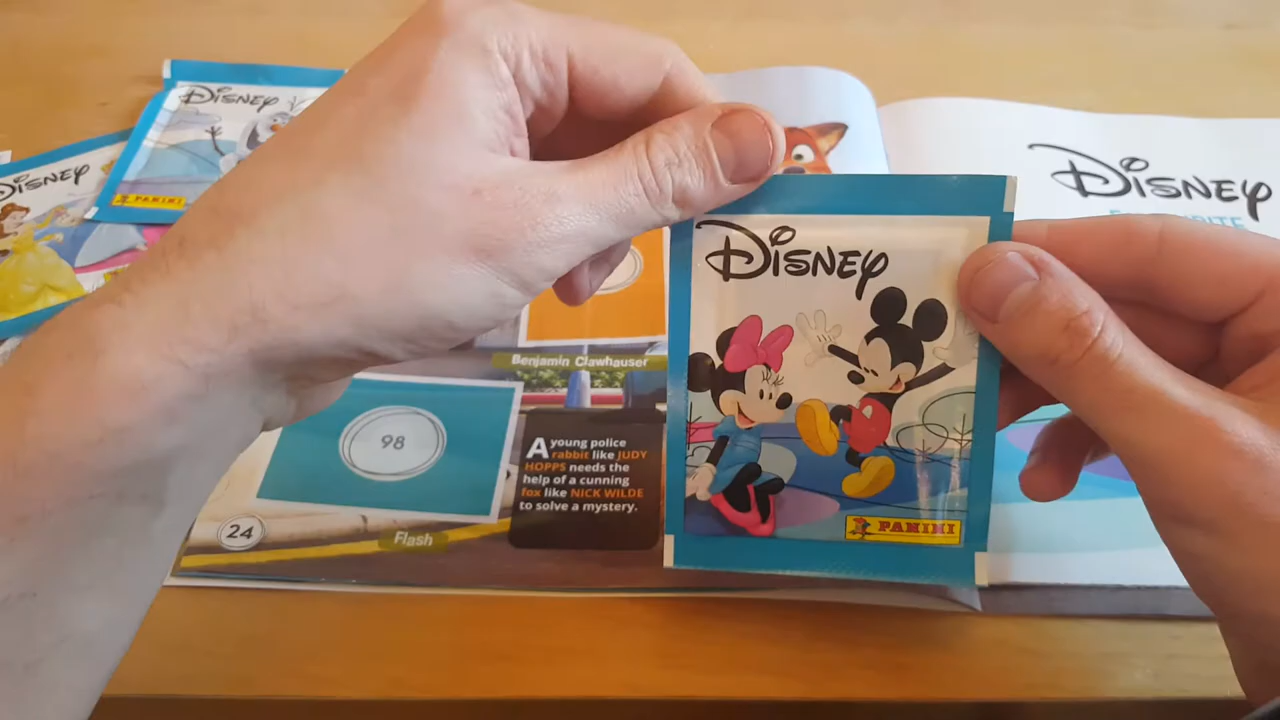 DISNEY
PANINI
DISNEY
DISNEY
DISNEY
PANINI
Benjamin Clawhauser
98
A young police
rabbit like JUDY
HOPPS needs the
help of a cunning
fox like NICK WILDE
to solve a mystery.
24
Flash